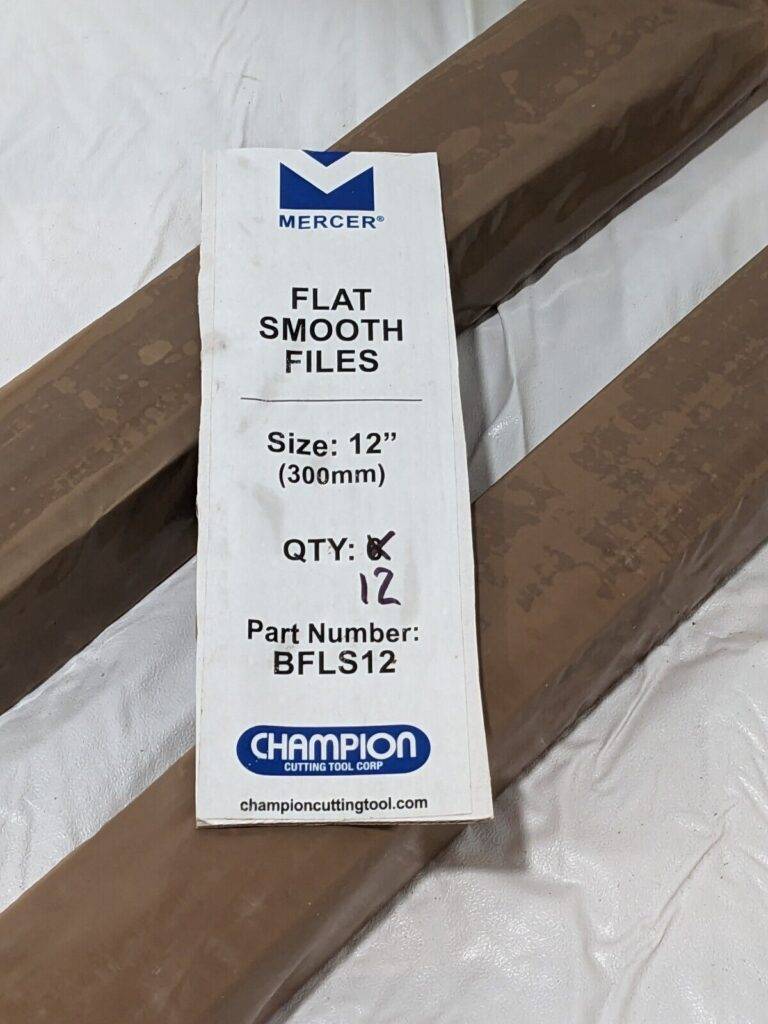 MERCER®
FLAT
SMOOTH
FILES
Size: 12”
(300mm)
QTY: 6
12
Part Number:
BFLS12
CHAMPION
CUTTING TOOL CORP
championcuttingtool.com